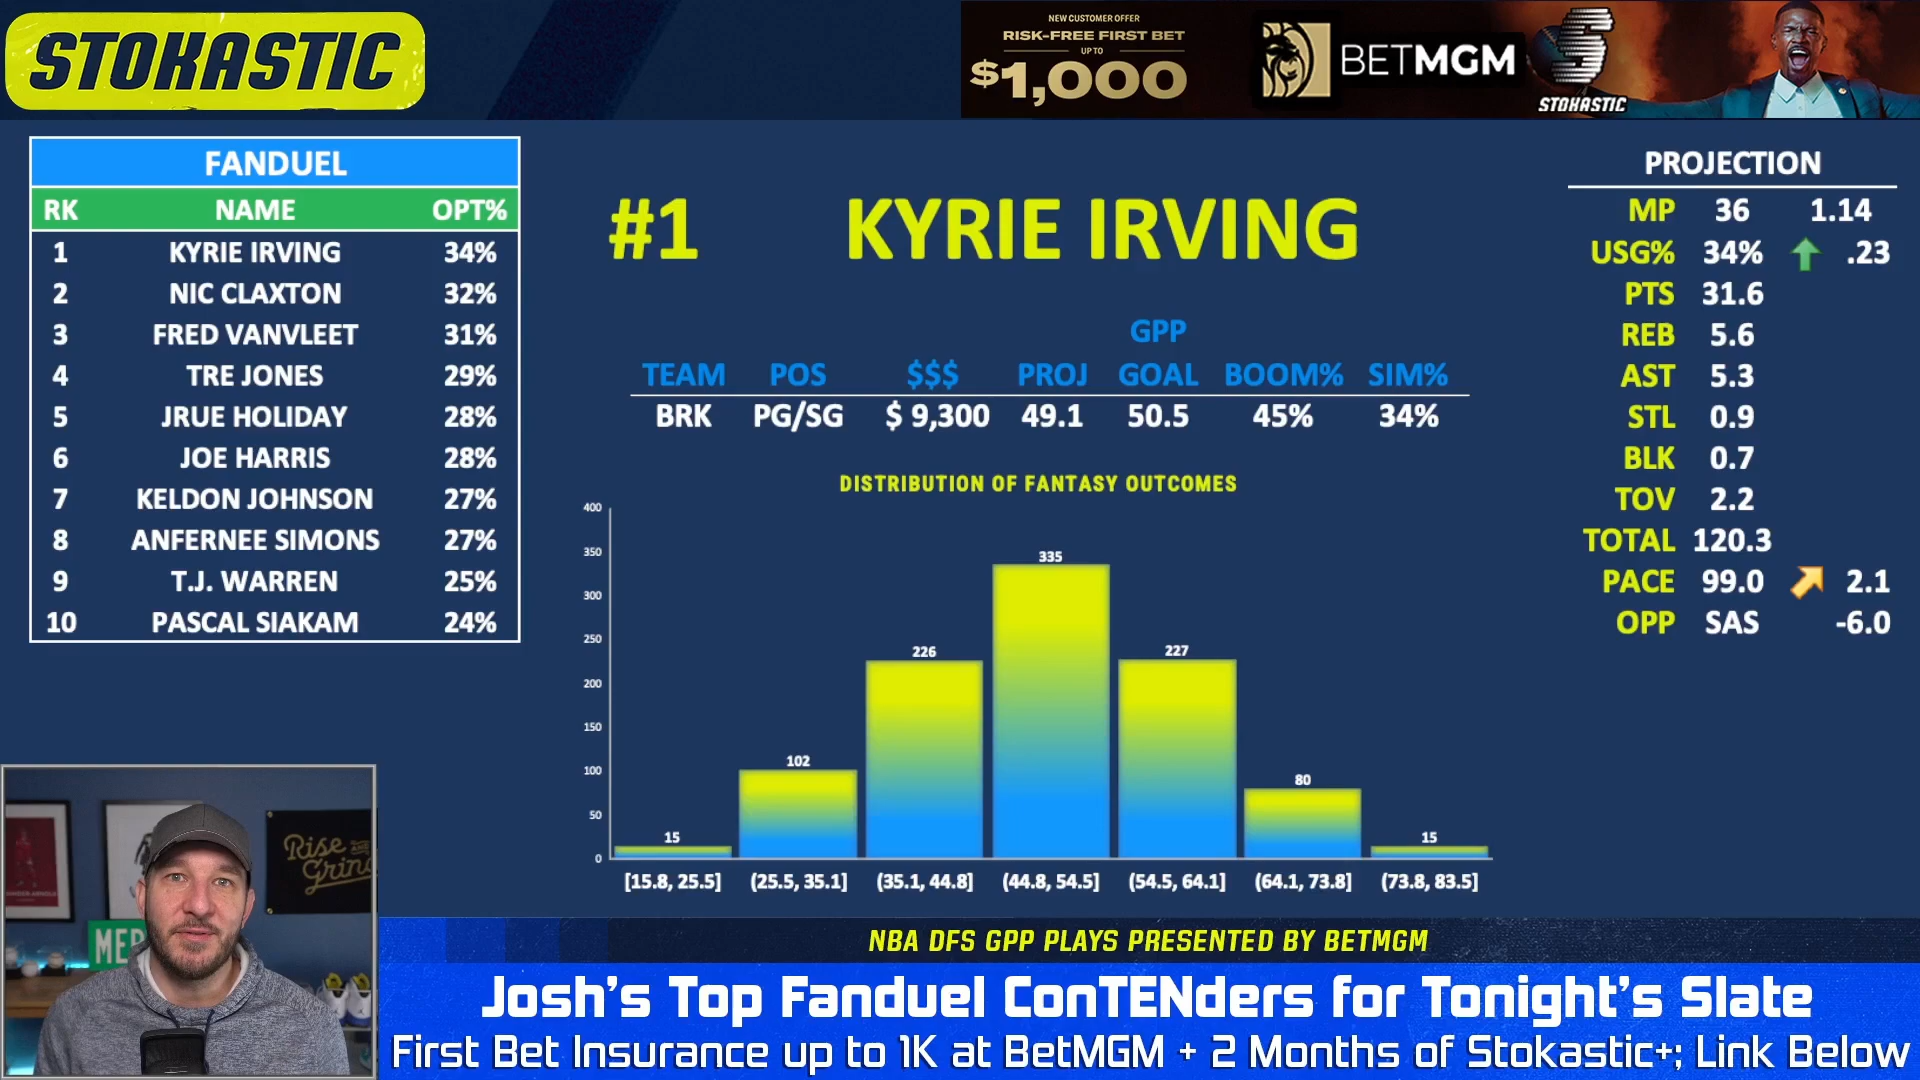 STOKASTIC
NEW CUSTOMER OFFER
RISK-FREE FIRST BET
UP TO
$1,000
BETMGM
STOKASTIC
FANDUEL
RK NAME OPT%
1 KYRIE IRVING 34%
2 NIC CLAXTON 32%
3 FRED VANVLEET 31%
4 TRE JONES 29%
5 JRUE HOLIDAY 28%
6 JOE HARRIS 28%
7 KELDON JOHNSON 27%
8 ANFERNEE SIMONS 27%
9 T.J. WARREN 25%
10 PASCAL SIAKAM 24%
#1 KYRIE IRVING
GPP
TEAM POS $$$ PROJ GOAL BOOM% SIM%
BRK PG/SG $ 9,300 49.1 50.5 45% 34%
DISTRIBUTION OF FANTASY OUTCOMES
400
350
300
250
200
150
100
50
0
15
102
226
335
227
80
15
[15.8, 25.5] (25.5, 35.1] (35.1, 44.8] (44.8, 54.5] (54.5, 64.1] (64.1, 73.8] (73.8, 83.5]
PROJECTION
MP 36 1.14
USG% 34% .23
PTS 31.6
REB 5.6
AST 5.3
STL 0.9
BLK 0.7
TOV 2.2
TOTAL 120.3
PACE 99.0 2.1
OPP SAS -6.0
Rise AND
Grind
MER
NBA DFS GPP PLAYS PRESENTED BY BETMGM
Josh's Top Fanduel ConTENders for Tonight's Slate
First Bet Insurance up to 1K at BetMGM + 2 Months of Stokastic+; Link Below